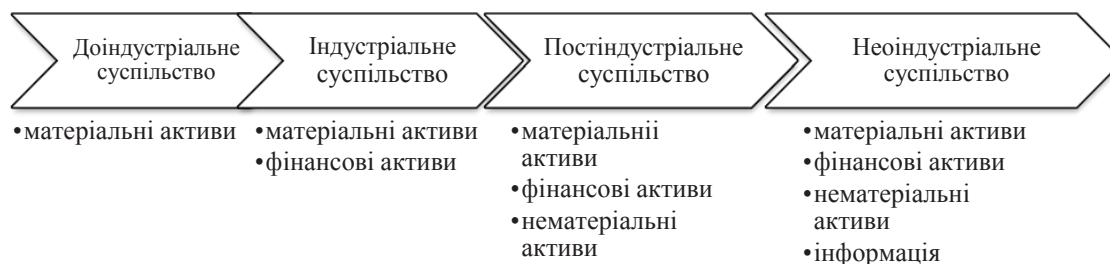 Доіндустріальне
суспільство
Індустріальне
суспільство
Постіндустріальне
суспільство
Неоіндустріальне
суспільство
•матеріальні активи
•матеріальні активи
•фінансові активи
•матеріальніі
активи
•фінансові активи
•нематеріальні
активи
•матеріальні активи
•фінансові активи
•нематеріальні
активи
•інформація